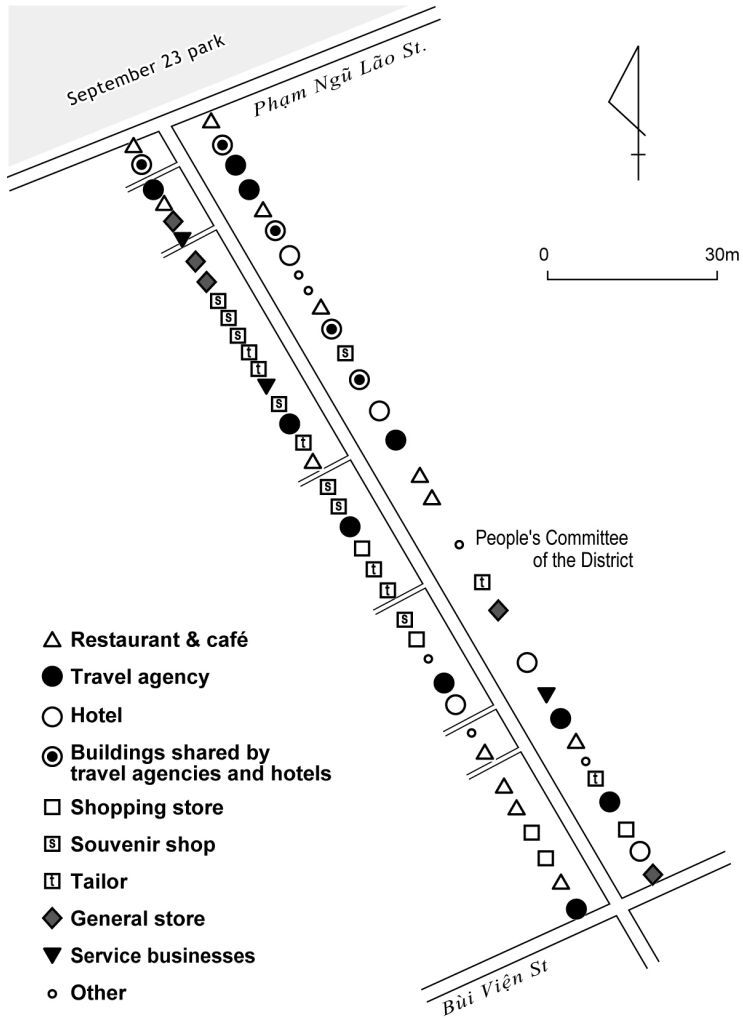 September 23 park
Phạm Ngũ Lão St.
0 30m
s
s
s
s
t
t
s
t
s
s
t
t
s
People's Committee
of the District
t
t
Restaurant & café
Travel agency
Hotel
Buildings shared by
travel agencies and hotels
Shopping store
s Souvenir shop
t Tailor
General store
Service businesses
Other
Bùi Viện St